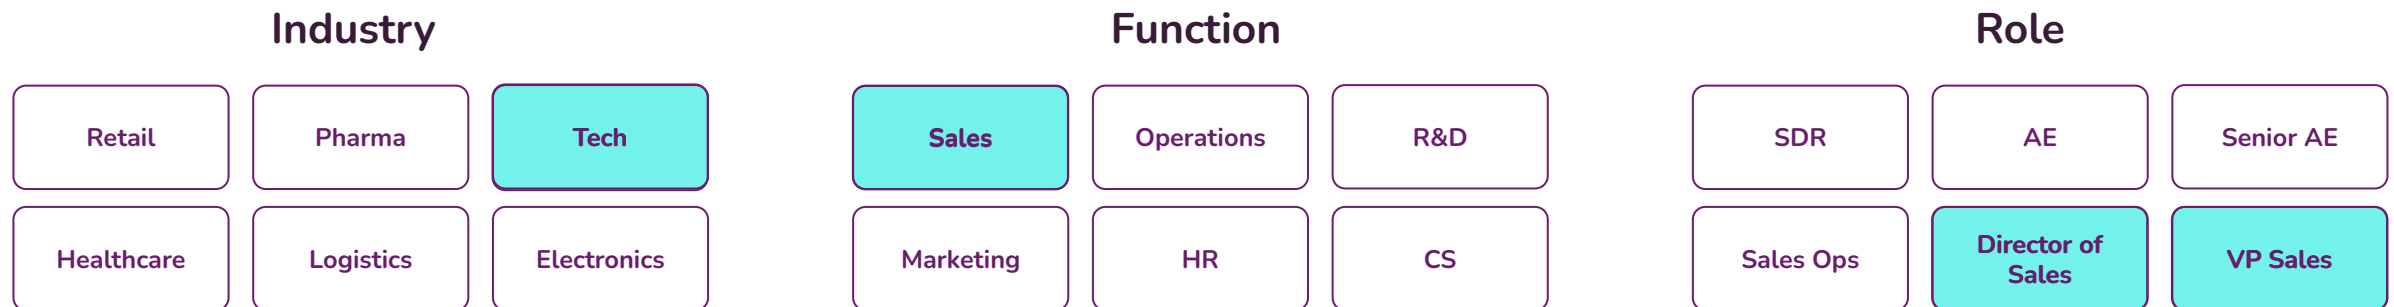 Industry
Function
Role
Retail
Pharma
Tech
Sales
Operations
R&D
SDR
AE
Senior AE
Healthcare
Logistics
Electronics
Marketing
HR
CS
Sales Ops
Director of
Sales
VP Sales